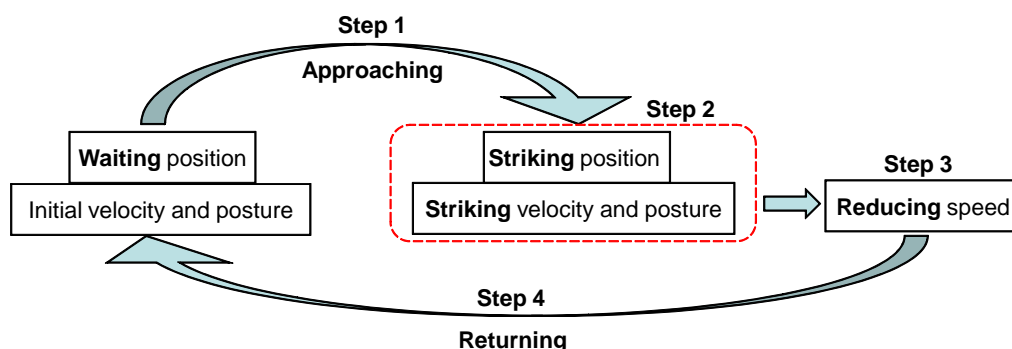 Step 1
Approaching
Step 2
Waiting position
Initial velocity and posture
Striking position
Striking velocity and posture
Step 3
Reducing speed
Step 4
Returning